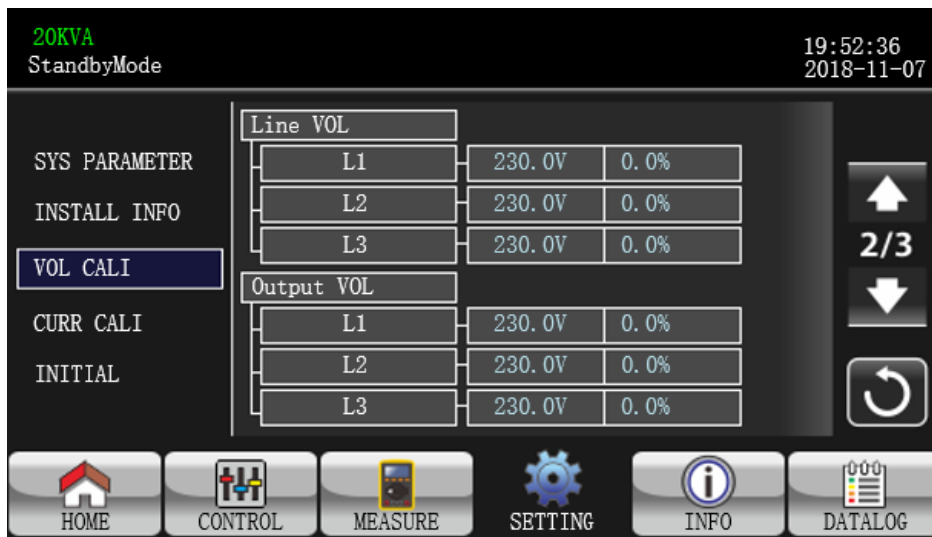 20KVA
StandbyMode
19:52:36
2018-11-07
SYS PARAMETER
INSTALL INFO
VOL CALI
CURR CALI
INITIAL
Line VOL
L1 230.0V 0.0%
L2 230.0V 0.0%
L3 230.0V 0.0%
Output VOL
L1 230.0V 0.0%
L2 230.0V 0.0%
L3 230.0V 0.0%
2/3
HOME CONTROL MEASURE SETTING INFO DATALOG